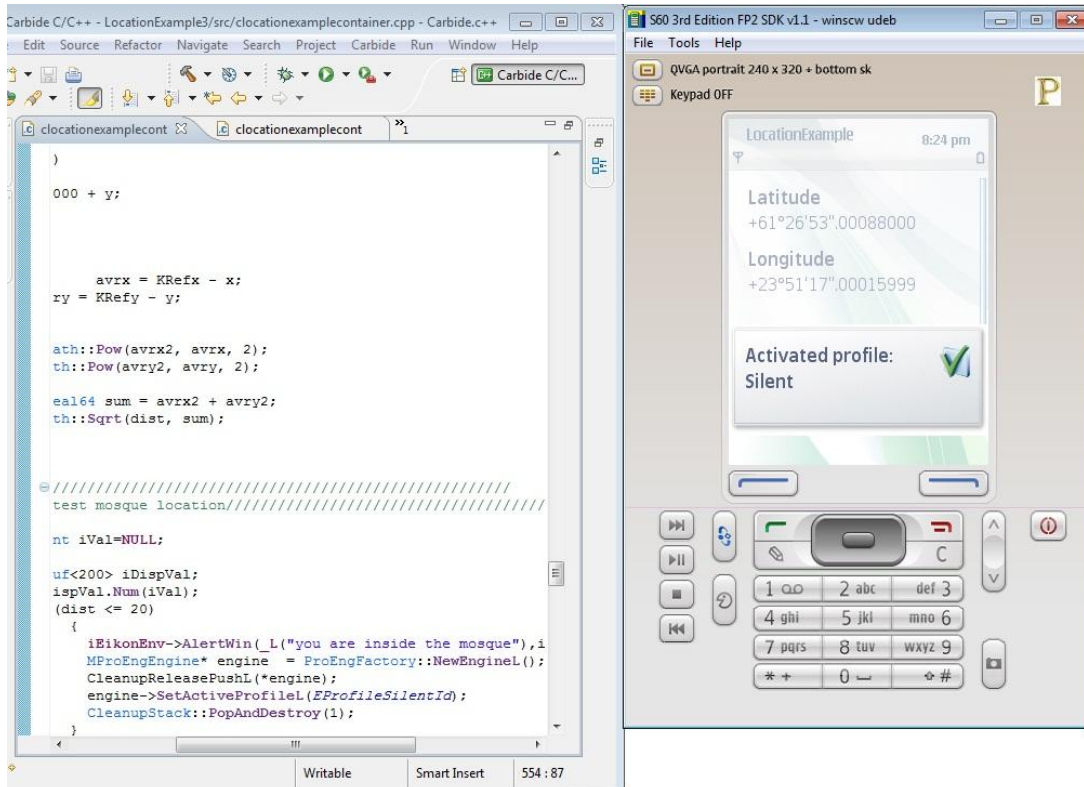 Carbide C/C++ - LocationExample3/src/clocationexamplecontainer.cpp - Carbide.c++
Edit Source Refactor Navigate Search Project Carbide Run Window Help
Carbide C/C...
clocationexamplecont
clocationexamplecont
»1
)
000 + y;
avrx = KRefx - x;
ry = KRefy - y;
ath::Pow(avrx2, avrx, 2);
th::Pow(avry2, avry, 2);
eal64 sum = avrx2 + avry2;
th::Sqrt(dist, sum);
////////////////////////////////////////////////////
test mosque location////////////////////////////////////
nt iVal=NULL;
uf<200> iDispVal;
ispVal.Num(iVal);
(dist <= 20)
{
iEikonEnv->AlertWin(_L("you are inside the mosque"),i
MProEngEngine* engine = ProEngFactory::NewEngineL();
CleanupReleasePushL(*engine);
engine->SetActiveProfileL(EProfileSilentId);
CleanupStack::PopAndDestroy(1);
}
Writable
Smart Insert
554 : 87
S60 3rd Edition FP2 SDK v1.1 - winscw udeb
File Tools Help
QVGA portrait 240 x 320 + bottom sk
Keypad OFF
P
LocationExample
8:24 pm
Latitude
+61°26'53".00088000
Longitude
+23°51'17".00015999
Activated profile:
Silent
C
1
2 abc
def 3
4 ghi
5 jkl
mno 6
7 pqrs
8 tuv
wxyz 9
* +
0
#